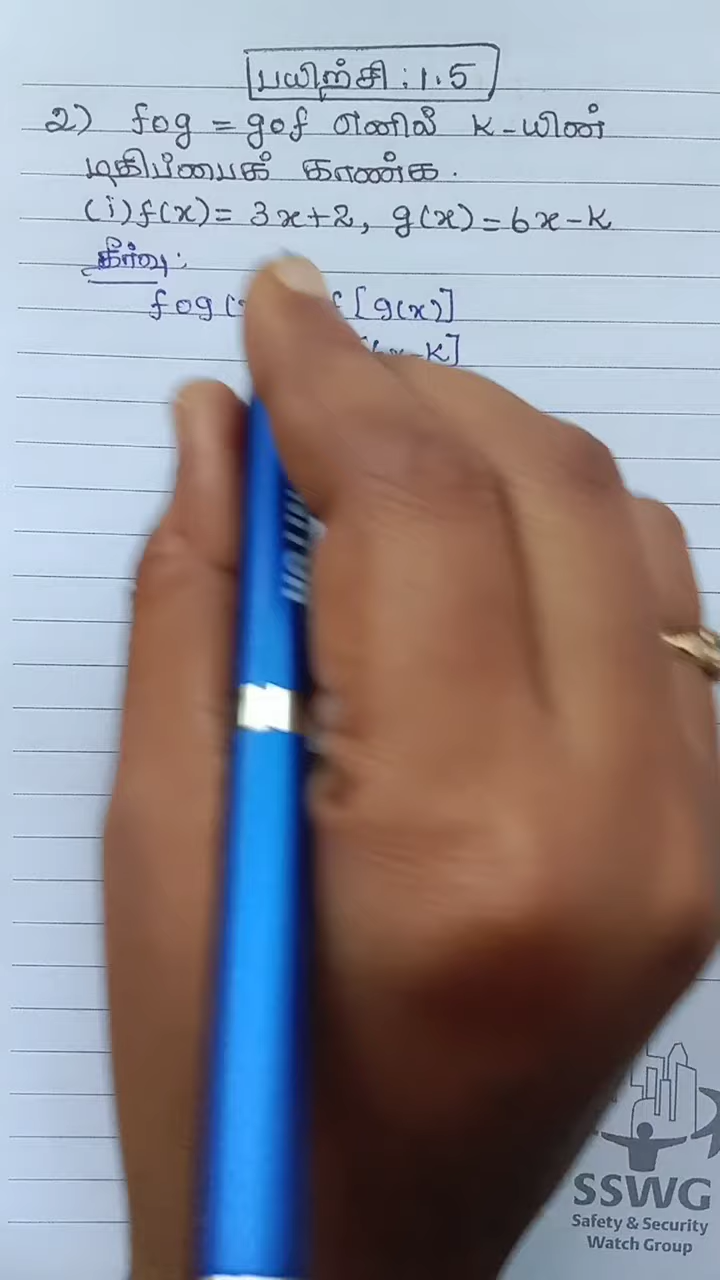 பயிற்சி : 1.5
2) fog = gof எனில் K-யின்
மதிப்பைக் காண்க.
(i) f(x) = 3x+2, g(x) = 6x-k
தீர்வு:
fog( [g(x)]
-K]
SSWG
Safety & Security
Watch Group